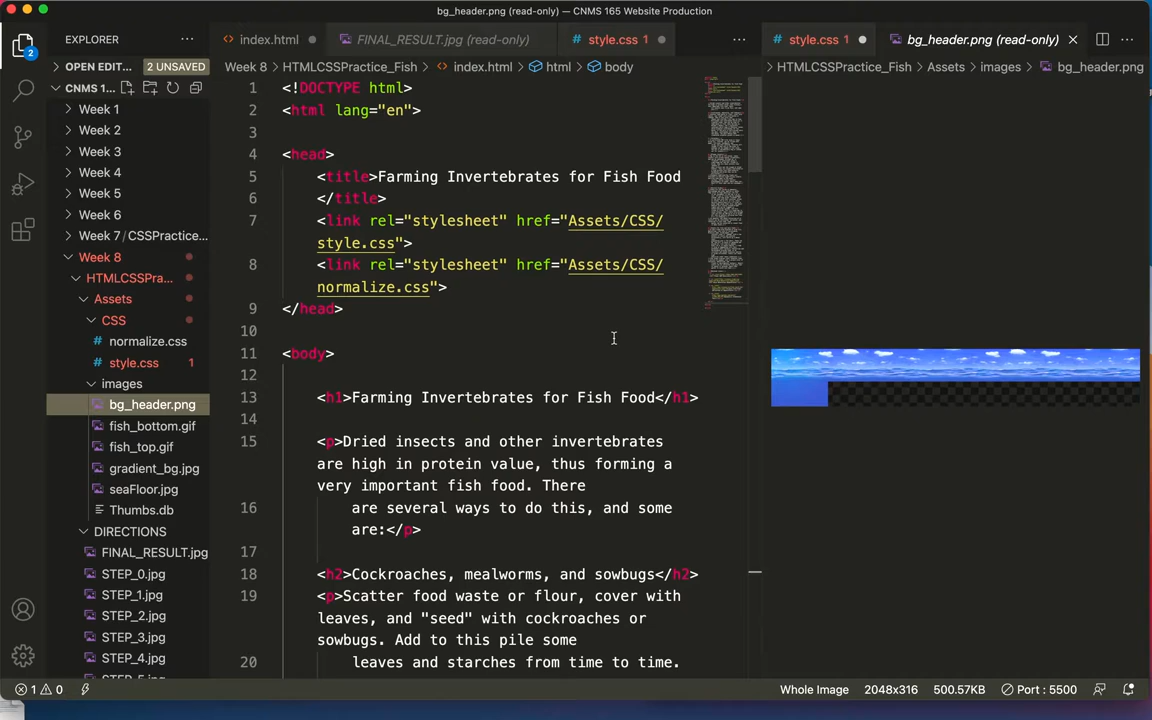 bg_header.png (read-only) — CNMS 165 Website Production
EXPLORER
index.html
FINAL_RESULT.jpg (read-only)
# style.css 1
# style.css 1
bg_header.png (read-only)
2
OPEN EDIT...
2 UNSAVED
CNMS 1...
Week 1
Week 2
Week 3
Week 4
Week 5
Week 6
Week 7 / CSSPractice...
Week 8
HTMLCSSPra...
Assets
CSS
# normalize.css
# style.css 1
images
bg_header.png
fish_bottom.gif
fish_top.gif
gradient_bg.jpg
seaFloor.jpg
Thumbs.db
DIRECTIONS
FINAL_RESULT.jpg
STEP_0.jpg
STEP_1.jpg
STEP_2.jpg
STEP_3.jpg
STEP_4.jpg
Week 8 > HTMLCSSPractice_Fish > index.html > html > body
> HTMLCSSPractice_Fish > Assets > images > bg_header.png
1 <!DOCTYPE html>
2 <html lang="en">
3
4 <head>
5 <title>Farming Invertebrates for Fish Food
6 </title>
7 <link rel="stylesheet" href="Assets/CSS/
style.css">
8 <link rel="stylesheet" href="Assets/CSS/
normalize.css">
9 </head>
10
11 <body>
12
13 <h1>Farming Invertebrates for Fish Food</h1>
14
15 <p>Dried insects and other invertebrates
are high in protein value, thus forming a
very important fish food. There
16 are several ways to do this, and some
are:</p>
17
18 <h2>Cockroaches, mealworms, and sowbugs</h2>
19 <p>Scatter food waste or flour, cover with
leaves, and "seed" with cockroaches or
sowbugs. Add to this pile some
20 leaves and starches from time to time.
1 0
Whole Image 2048x316 500.57KB Port : 5500